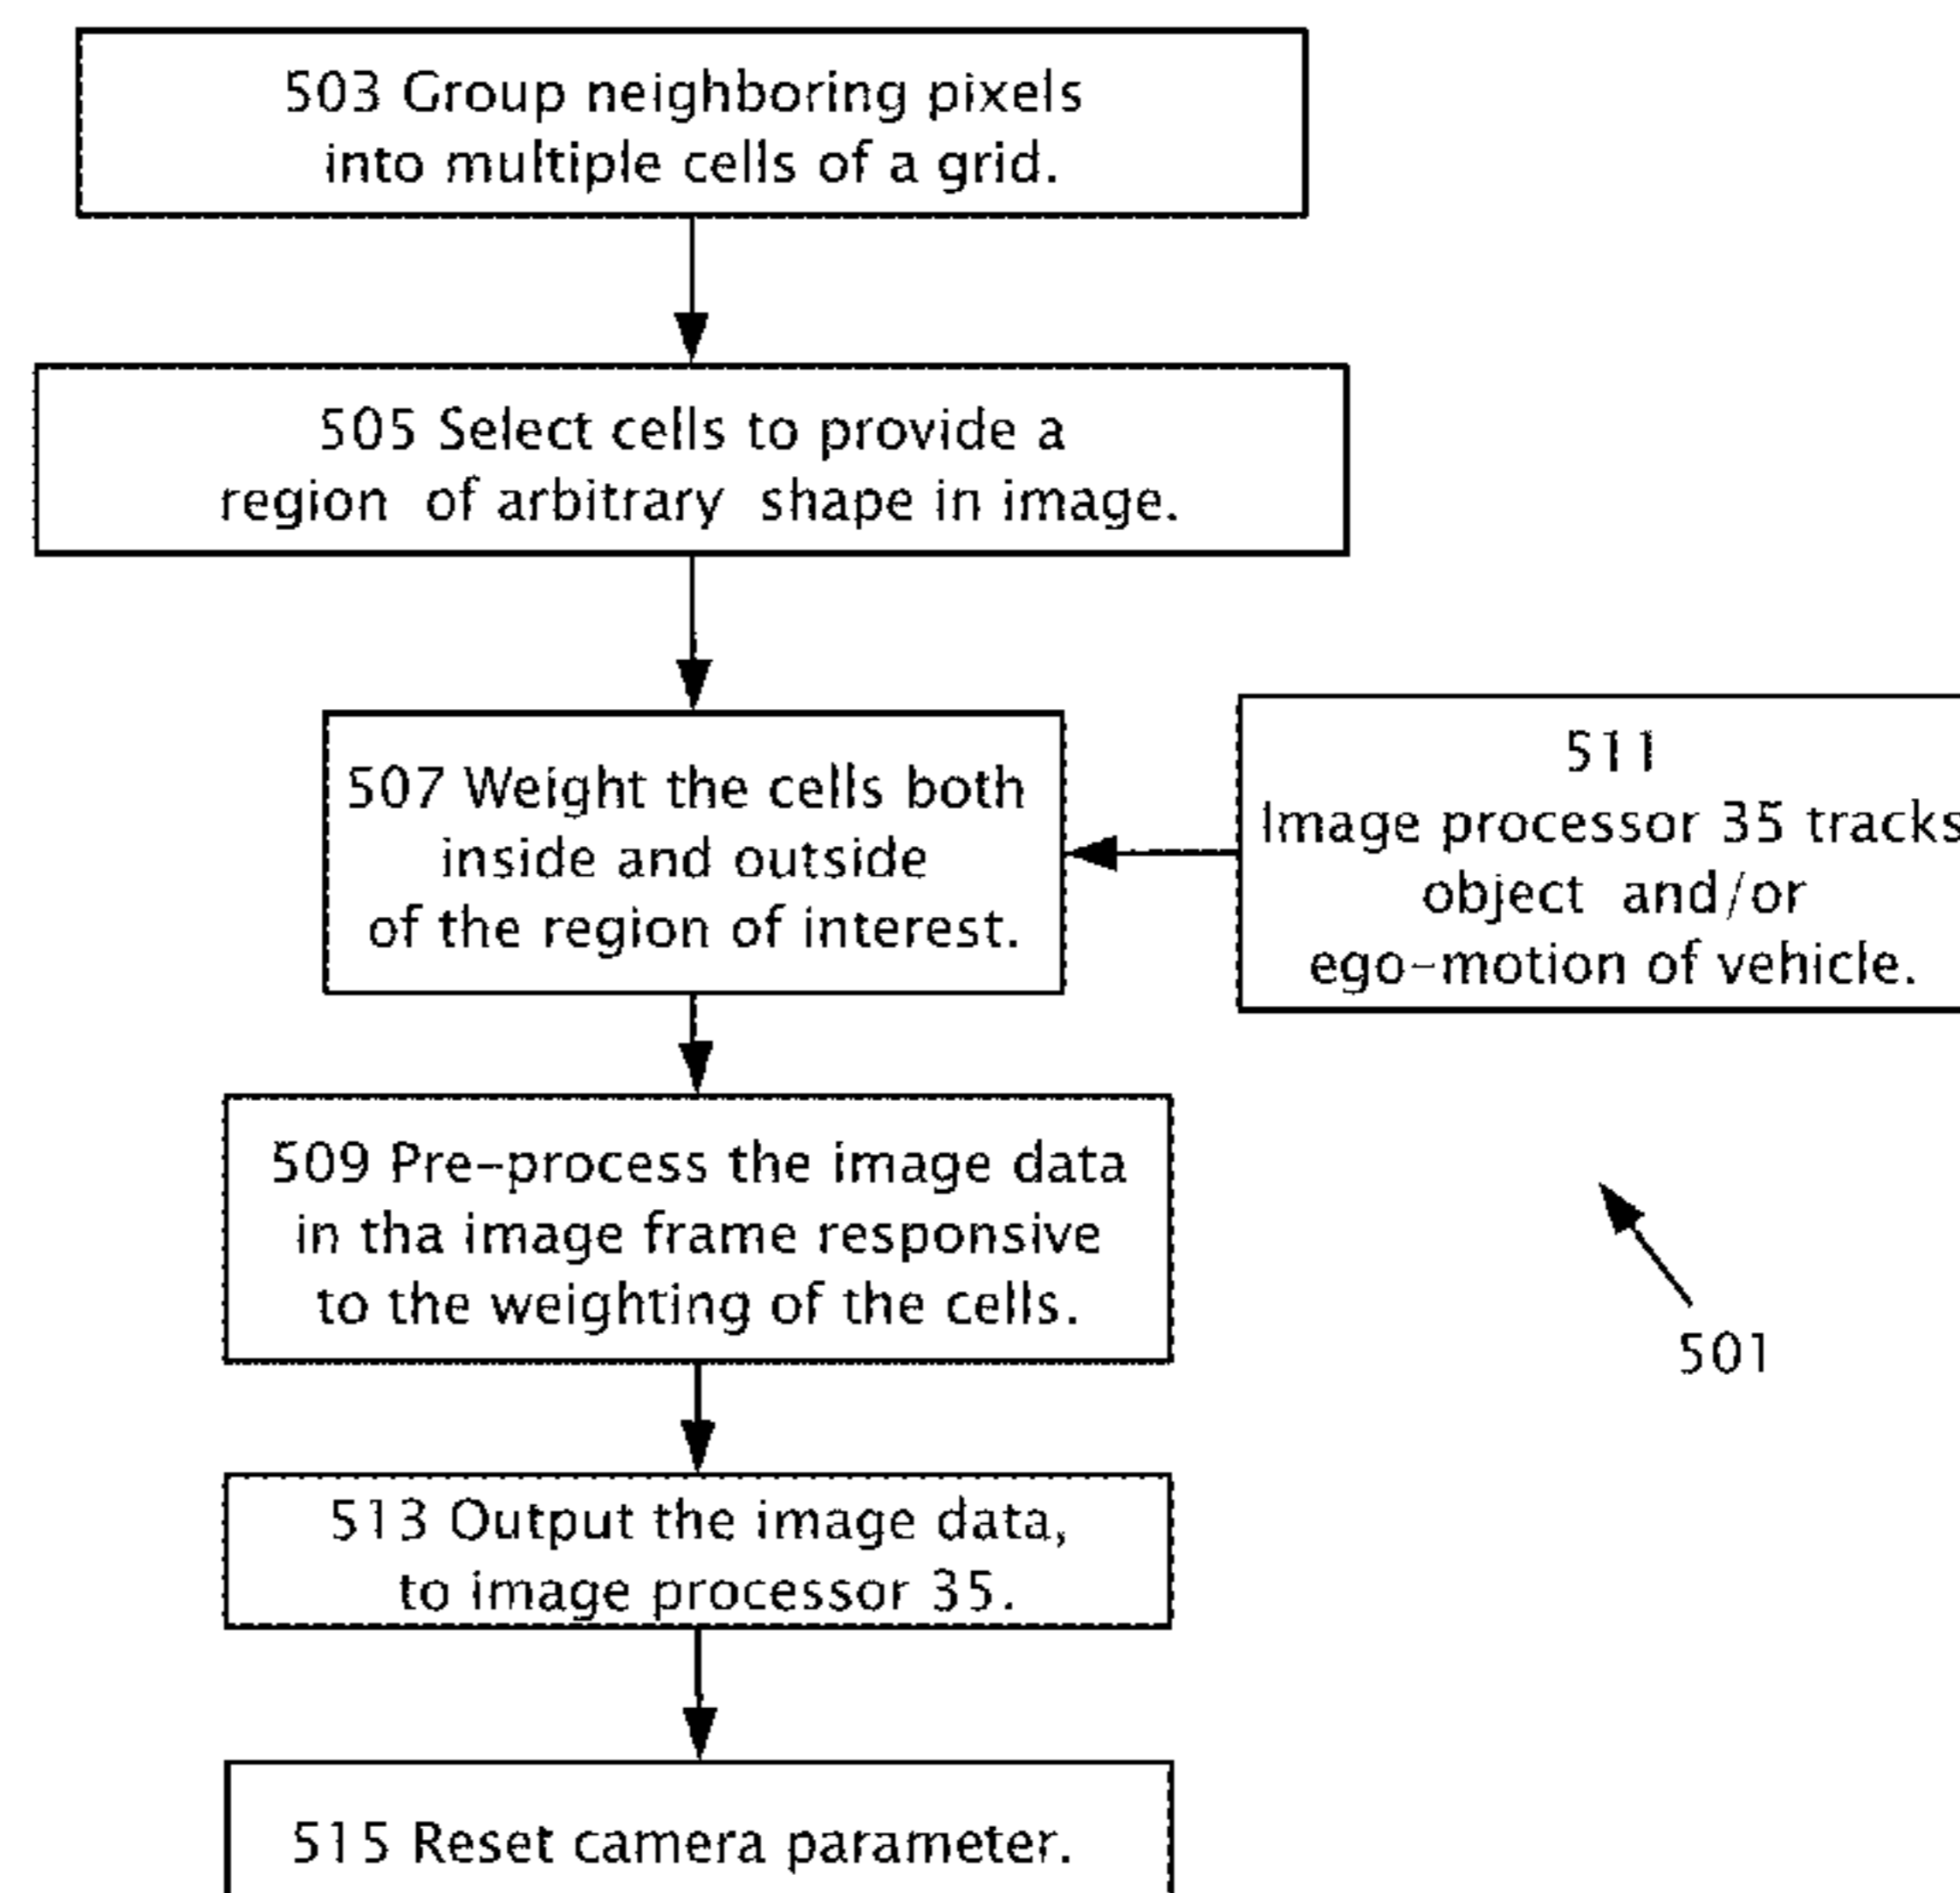 503 Group neighboring pixels
into multiple cells of a grid.
505 Select cells to provide a
region of arbitrary shape in image.
507 Weight the cells both
inside and outside
of the region of interest.
511
Image processor 35 tracks
object and/or
ego-motion of vehicle.
509 Pre-process the image data
in tha image frame responsive
to the weighting of the cells.
501
513 Output the image data,
to image processor 35.
515 Reset camera parameter.